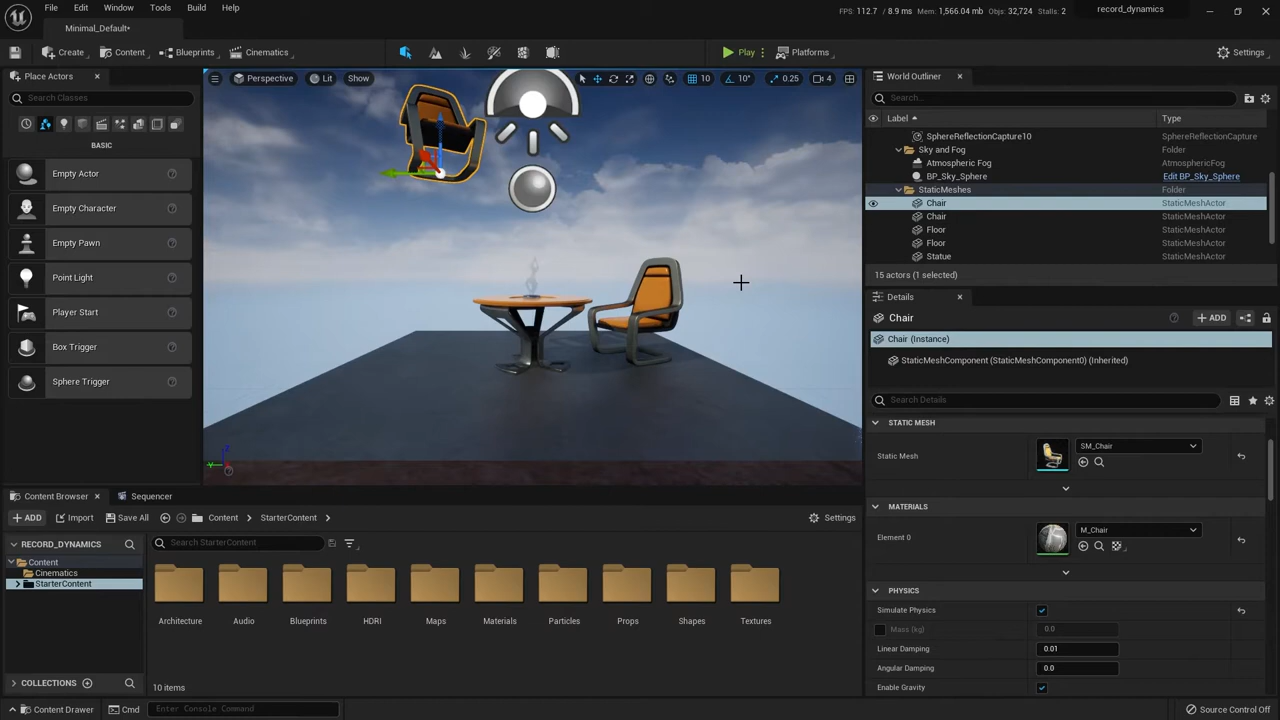 File Edit Window Tools Build Help
FPS: 112.7 / 8.9 ms Mem: 1,566.04 mb Objs: 32,724 Stalls: 2 record_dynamics
Minimal_Default*
Create Content Blueprints Cinematics Play Platforms Settings
Place Actors
Search Classes
BASIC
Empty Actor
Empty Character
Empty Pawn
Point Light
Player Start
Box Trigger
Sphere Trigger
Perspective Lit Show 10 10° 0.25 4
World Outliner
Search...
Label Type
SphereReflectionCapture10 SphereReflectionCapture
Sky and Fog Folder
Atmospheric Fog AtmosphericFog
BP_Sky_Sphere Edit BP_Sky_Sphere
StaticMeshes Folder
Chair StaticMeshActor
Chair StaticMeshActor
Floor StaticMeshActor
Floor StaticMeshActor
Statue StaticMeshActor
15 actors (1 selected)
Details
Chair ADD
Chair (Instance)
StaticMeshComponent (StaticMeshComponent0) (Inherited)
Search Details
STATIC MESH
Static Mesh SM_Chair
MATERIALS
Element 0 M_Chair
PHYSICS
Simulate Physics
Mass (kg) 0.0
Linear Damping 0.01
Angular Damping 0.0
Enable Gravity
Content Browser Sequencer
ADD Import Save All Content StarterContent Settings
RECORD_DYNAMICS
Content
Cinematics
StarterContent
COLLECTIONS
Search StarterContent
Architecture Audio Blueprints HDRI Maps Materials Particles Props Shapes Textures
10 items
Content Drawer Cmd Enter Console Command Source Control Off